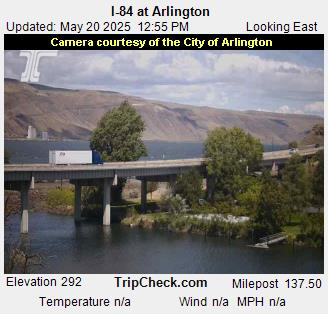 I-84 at Arlington
Updated: May 20 2025 12:55 PM Looking East
Camera courtesy of the City of Arlington
Elevation 292 TripCheck.com Milepost 137.50
Temperature n/a Wind n/a MPH n/a